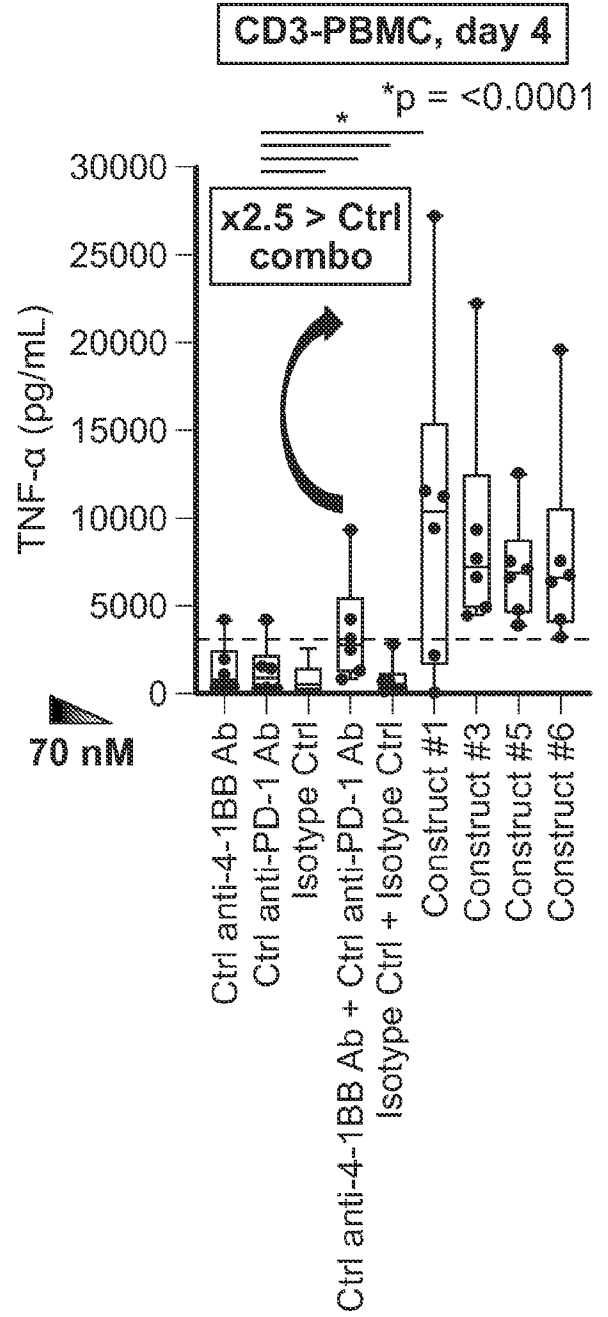 CD3-PBMC, day 4
*p = <0.0001
*
30000
25000
20000
15000
10000
5000
0
TNF-α (pg/mL)
x2.5 > Ctrl
combo
70 nM
Ctrl anti-4-1BB Ab
Ctrl anti-PD-1 Ab
Isotype Ctrl
Ctrl anti-4-1BB Ab + Ctrl anti-PD-1 Ab
Isotype Ctrl + Isotype Ctrl
Construct #1
Construct #3
Construct #5
Construct #6